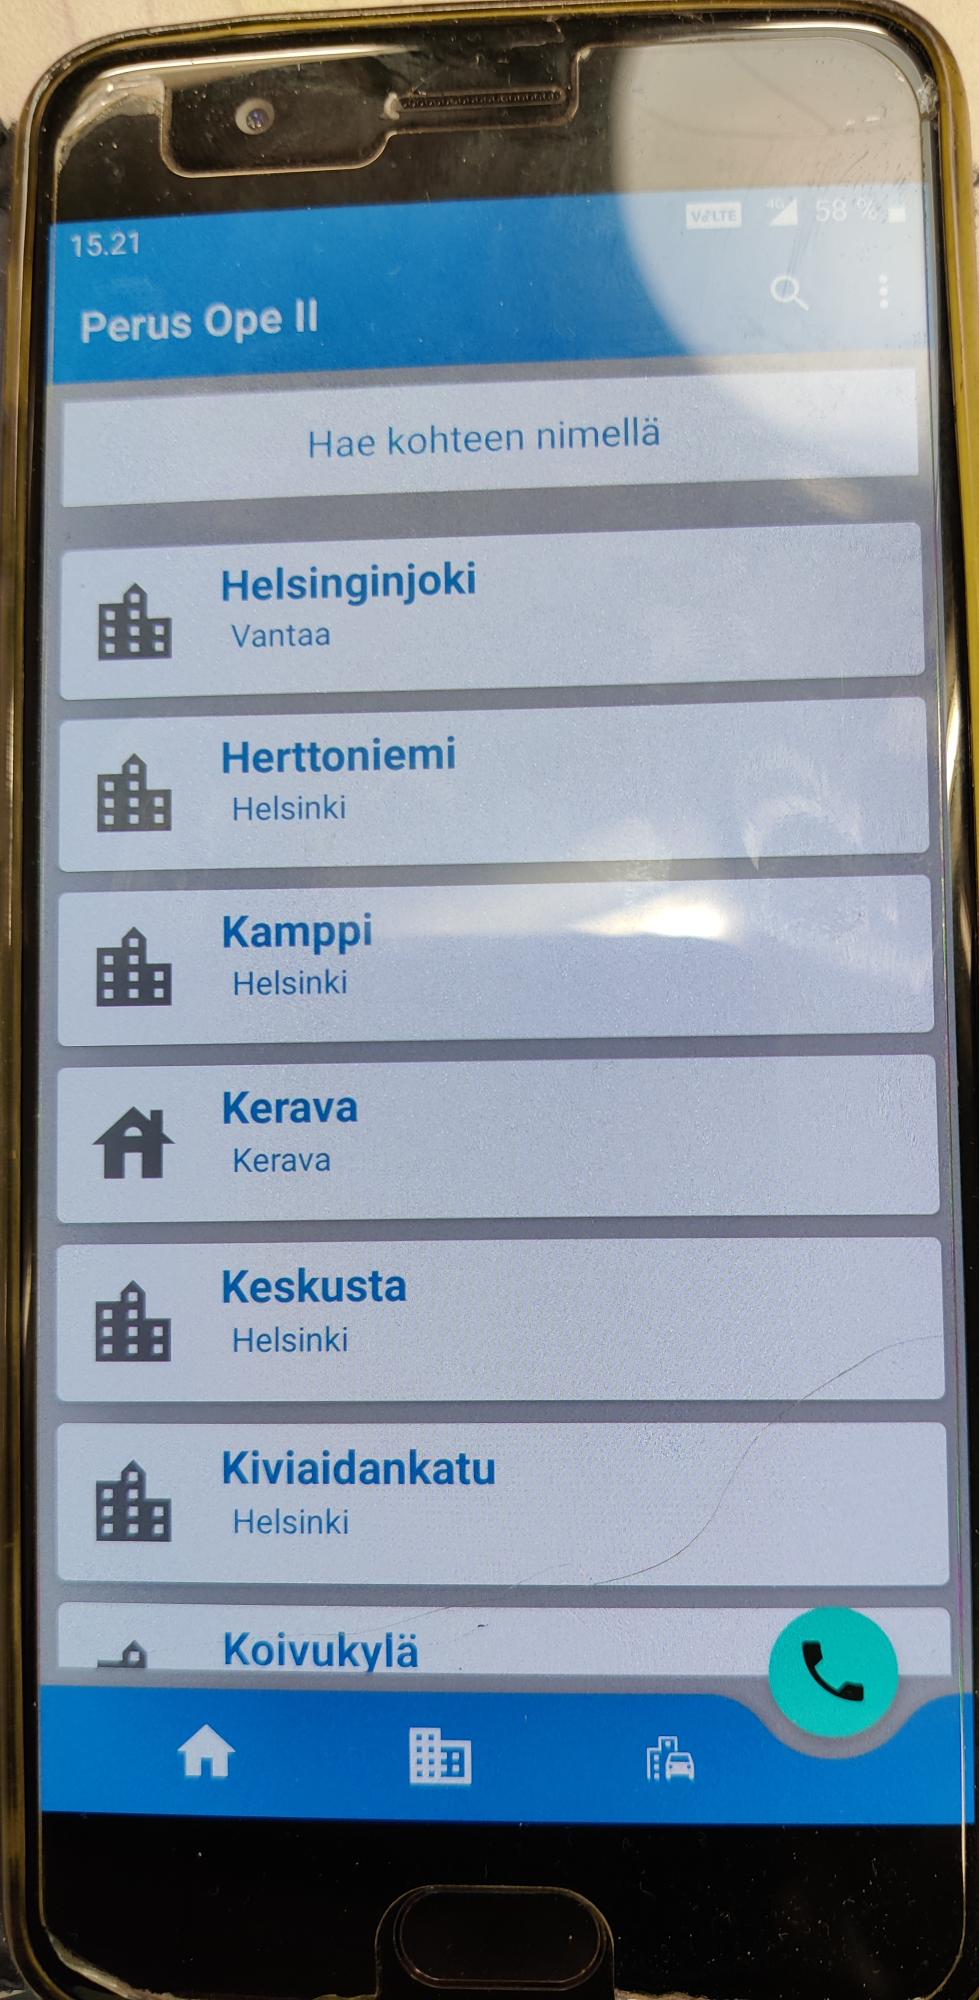 15.21
VoLTE 4G 58 %
Perus Ope II
Hae kohteen nimellä
Helsinginjoki
Vantaa
Herttoniemi
Helsinki
Kamppi
Helsinki
Kerava
Kerava
Keskusta
Helsinki
Kiviaidankatu
Helsinki
Koivukylä